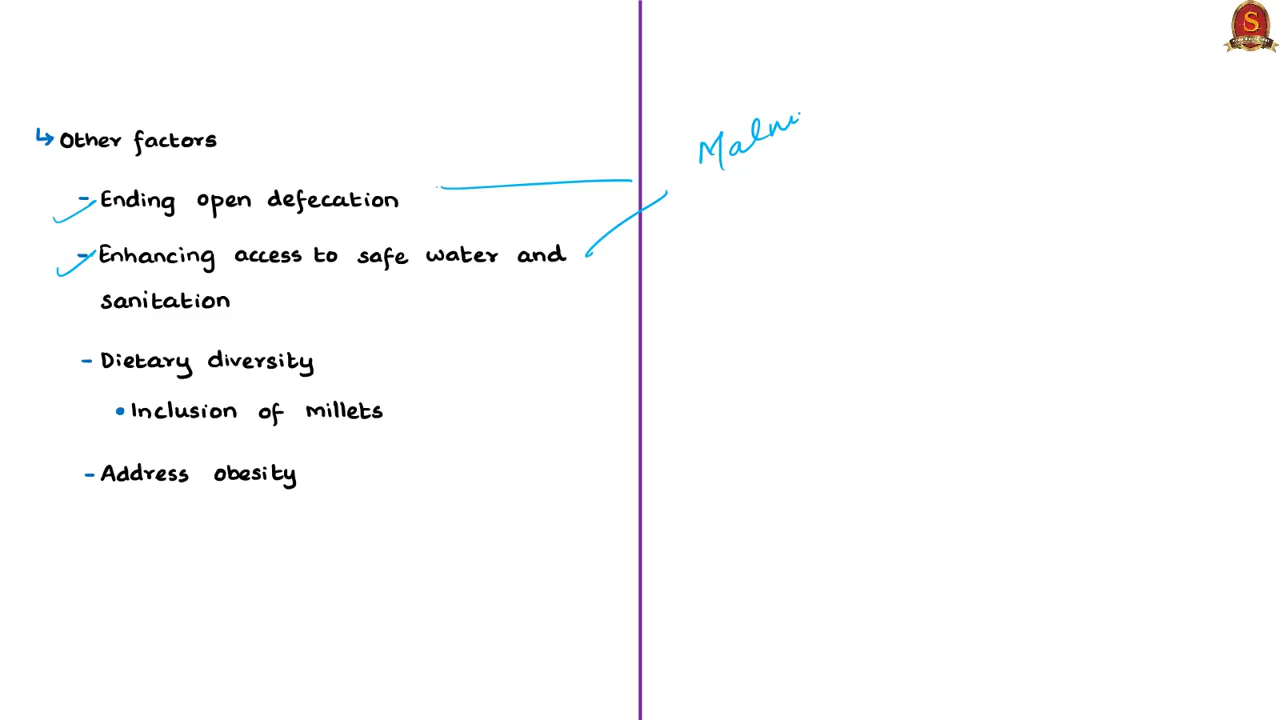 ↳ Other factors
- Ending open defecation
- Enhancing access to safe water and
sanitation
- Dietary diversity
• Inclusion of millets
- Address obesity
Malnu
S